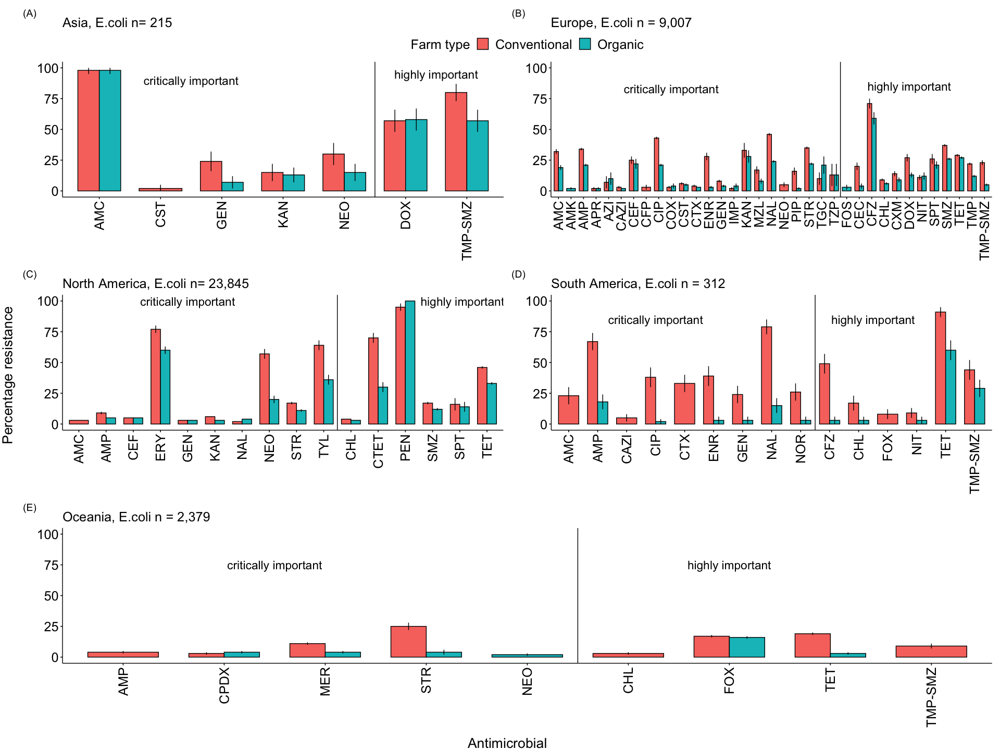 (A)
Asia, E.coli n= 215
(B)
Europe, E.coli n = 9,007
Farm type Conventional Organic
100
75
50
25
0
critically important
highly important
AMC CST GEN KAN NEO DOX TMP-SMZ
100
75
50
25
0
critically important
highly important
AMC AMK AMP APR AZI CAZI CEF CFP CIP COX CST CTX ENR GEN IMP KAN MZL NAL NEO PIP STR TGC TZP FOS CEC CFZ CHL CXM DOX NIT SPT SMZ TET TMP TMP-SMZ
Percentage resistance
(C)
North America, E.coli n= 23,845
100
75
50
25
0
critically important
highly important
AMC AMP CEF ERY GEN KAN NAL NEO STR TYL CHL CTET PEN SMZ SPT TET
(D)
South America, E.coli n = 312
100
75
50
25
0
critically important
highly important
AMC AMP CAZI CIP CTX ENR GEN NAL NOR CFZ CHL FOX NIT TET TMP-SMZ
(E)
Oceania, E.coli n = 2,379
100
75
50
25
0
critically important
highly important
AMP CPDX MER STR NEO CHL FOX TET TMP-SMZ
Antimicrobial